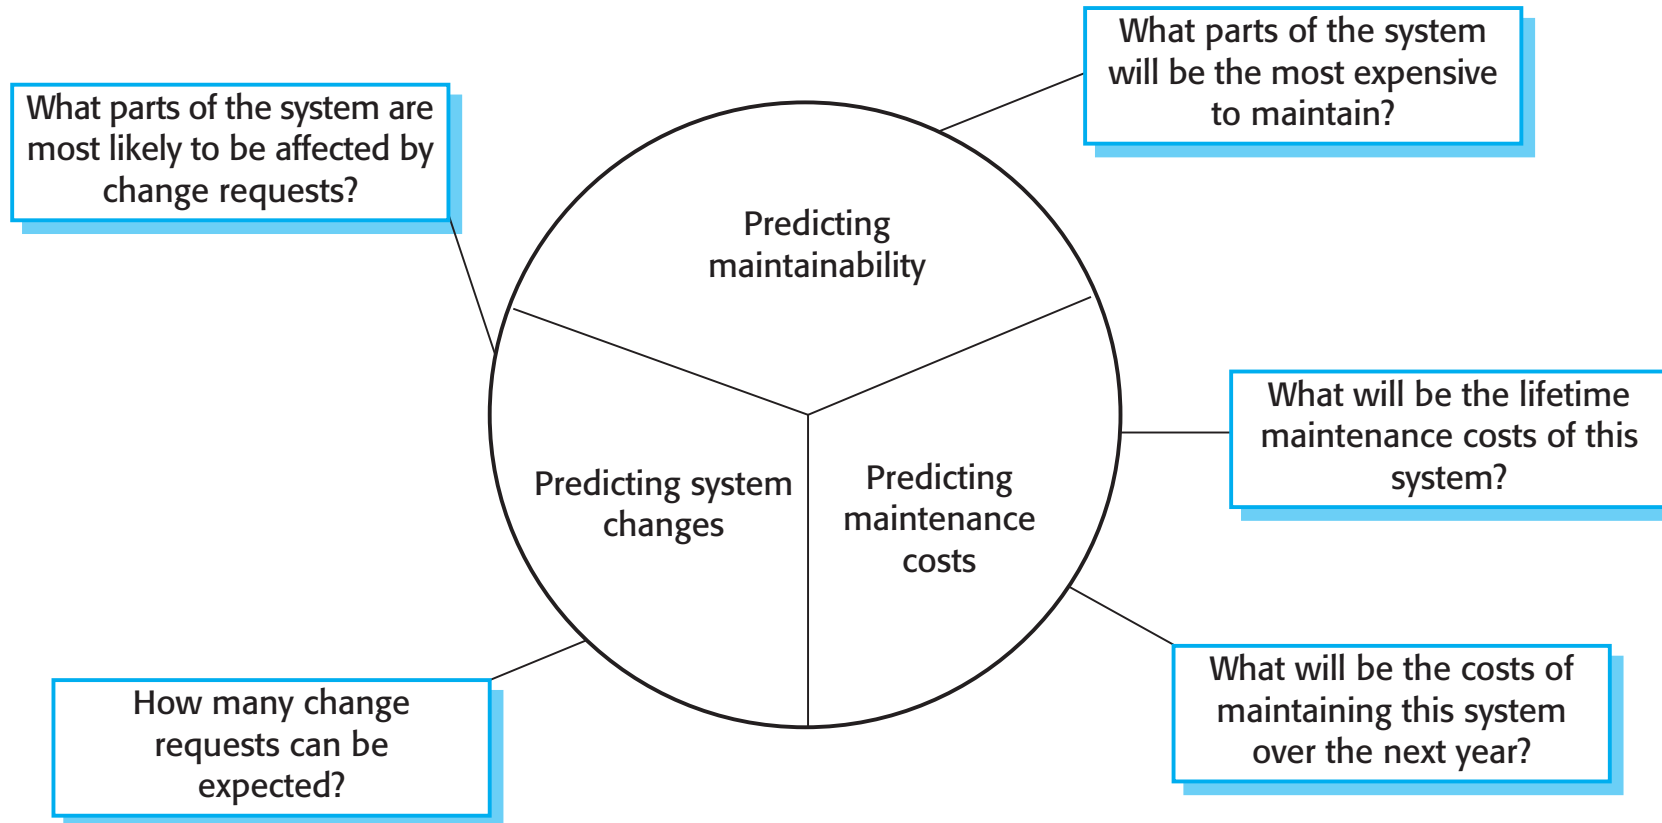 What parts of the system
will be the most expensive
to maintain?
What parts of the system are
most likely to be affected by
change requests?
Predicting
maintainability
What will be the lifetime
maintenance costs of this
system?
Predicting system
changes
Predicting
maintenance
costs
What will be the costs of
maintaining this system
over the next year?
How many change
requests can be
expected?